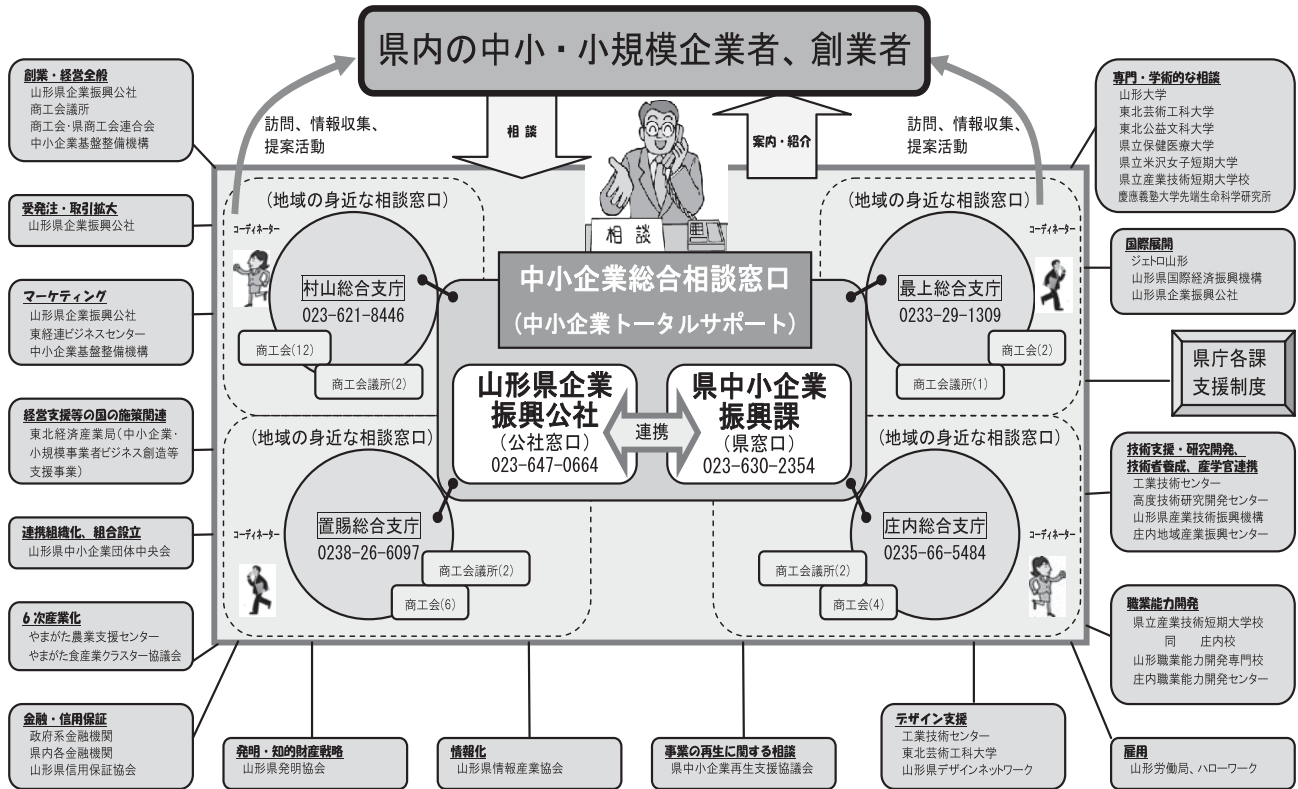 県内の中小・小規模企業者、創業者
創業・経営全般
山形県企業振興公社
商工会議所
商工会・県商工会連合会
中小企業基盤整備機構
受発注・取引拡大
山形県企業振興公社
マーケティング
山形県企業振興公社
東経連ビジネスセンター
中小企業基盤整備機構
経営支援等の国の施策関連
東北経済産業局(中小企業・
小規模事業者ビジネス創造等
支援事業)
連携組織化、組合設立
山形県中小企業団体中央会
6次産業化
やまがた農業支援センター
やまがた食産業クラスター協議会
金融・信用保証
政府系金融機関
県内各金融機関
山形県信用保証協会
訪問、情報収集、
提案活動
相談
案内・紹介
訪問、情報収集、
提案活動
相談
中小企業総合相談窓口
(中小企業トータルサポート)
山形県企業
振興公社
(公社窓口)
023-647-0664
連携
県中小企業
振興課
(県窓口)
023-630-2354
(地域の身近な相談窓口)
コーディネーター
村山総合支庁
023-621-8446
商工会(12)
商工会議所(2)
(地域の身近な相談窓口)
コーディネーター
最上総合支庁
0233-29-1309
商工会(2)
商工会議所(1)
(地域の身近な相談窓口)
コーディネーター
置賜総合支庁
0238-26-6097
商工会議所(2)
商工会(6)
(地域の身近な相談窓口)
コーディネーター
庄内総合支庁
0235-66-5484
商工会議所(2)
商工会(4)
専門・学術的な相談
山形大学
東北芸術工科大学
東北公益文科大学
県立保健医療大学
県立米沢女子短期大学
県立産業技術短期大学校
慶應義塾大学先端生命科学研究所
国際展開
ジェトロ山形
山形県国際経済振興機構
山形県企業振興公社
県庁各課
支援制度
技術支援・研究開発、
技術者養成、産学官連携
工業技術センター
高度技術研究開発センター
山形県産業技術振興機構
庄内地域産業振興センター
職業能力開発
県立産業技術短期大学校
同 庄内校
山形職業能力開発専門校
庄内職業能力開発センター
発明・知的財産戦略
山形県発明協会
情報化
山形県情報産業協会
事業の再生に関する相談
県中小企業再生支援協議会
デザイン支援
工業技術センター
東北芸術工科大学
山形県デザインネットワーク
雇用
山形労働局、ハローワーク